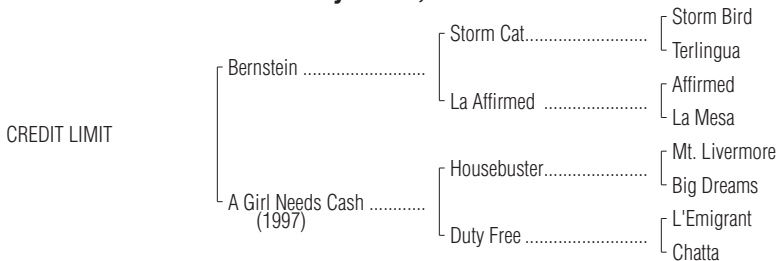 CREDIT LIMIT
Bernstein ..........................
A Girl Needs Cash ............
(1997)
Storm Cat..........................
La Affirmed ......................
Housebuster......................
Duty Free ..........................
Storm Bird
Terlingua
Affirmed
La Mesa
Mt. Livermore
Big Dreams
L'Emigrant
Chatta